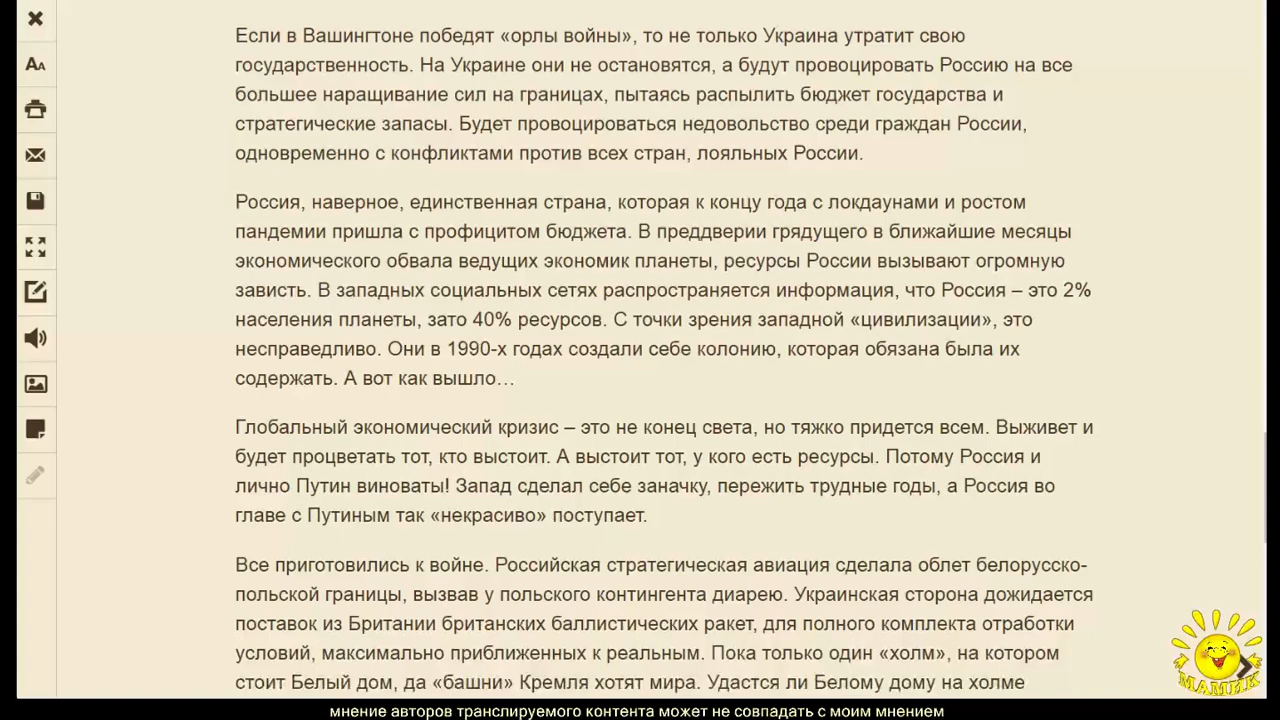 Если в Вашингтоне победят «орлы войны», то не только Украина утратит свою
государственность. На Украине они не остановятся, а будут провоцировать Россию на все
большее наращивание сил на границах, пытаясь распылить бюджет государства и
стратегические запасы. Будет провоцироваться недовольство среди граждан России,
одновременно с конфликтами против всех стран, лояльных России.
Россия, наверное, единственная страна, которая к концу года с локдаунами и ростом
пандемии пришла с профицитом бюджета. В преддверии грядущего в ближайшие месяцы
экономического обвала ведущих экономик планеты, ресурсы России вызывают огромную
зависть. В западных социальных сетях распространяется информация, что Россия – это 2%
населения планеты, зато 40% ресурсов. С точки зрения западной «цивилизации», это
несправедливо. Они в 1990-х годах создали себе колонию, которая обязана была их
содержать. А вот как вышло…
Глобальный экономический кризис – это не конец света, но тяжко придется всем. Выживет и
будет процветать тот, кто выстоит. А выстоит тот, у кого есть ресурсы. Потому Россия и
лично Путин виноваты! Запад сделал себе заначку, пережить трудные годы, а Россия во
главе с Путиным так «некрасиво» поступает.
Все приготовились к войне. Российская стратегическая авиация сделала облет белорусско-
польской границы, вызвав у польского контингента диарею. Украинская сторона дожидается
поставок из Британии британских баллистических ракет, для полного комплекта отработки
условий, максимально приближенных к реальным. Пока только один «холм», на котором
стоит Белый дом, да «башни» Кремля хотят мира. Удастся ли Белому дому на холме
МАМИК
мнение авторов транслируемого контента может не совпадать с моим мнением